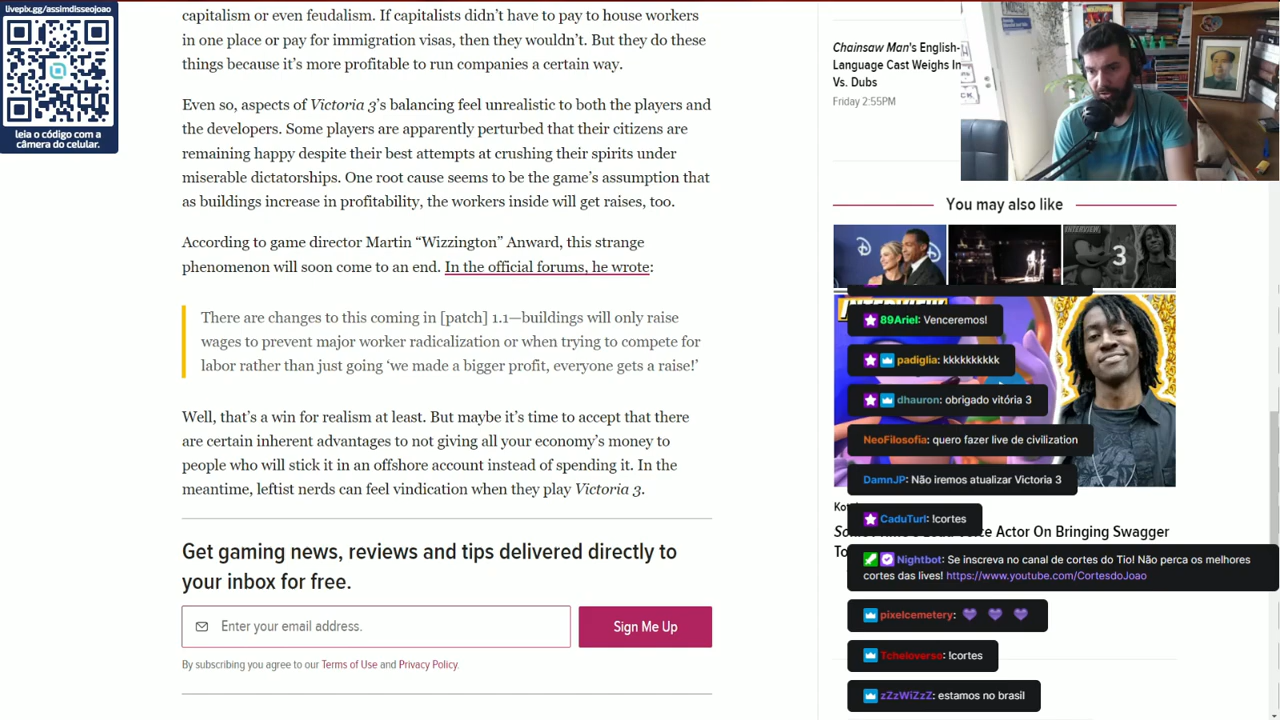 livepix.gg/assimdisseojoao
leia o código com a
câmera do celular.
capitalism or even feudalism. If capitalists didn't have to pay to house workers
in one place or pay for immigration visits, then they wouldn't. But they do these
things because it's more profitable to run companies a certain way.
Even so, aspects of Victoria 3's balancing feel unrealistic to both the players and
the developers. Some players are apparently perturbed that their citizens are
remaining happy despite their best attempts at crushing their spirits under
miserable dictatorships. One root cause seems to be the game's assumption that
as buildings increase in profitability, the workers inside will get raises, too.
According to game director Martin “Wizzington” Anward, this strange
phenomenon will soon come to an end. In the official forums, he wrote:
There are changes to this coming in [patch] 1.1—buildings will only raise
wages to prevent major worker radicalization or when trying to compete for
labor rather than just going ‘we made a bigger profit, everyone gets a raise!’
Well, that's a win for realism at least. But maybe it's time to accept that there
are certain inherent advantages to not giving all your economy's money to
people who will stick it in an offshore account instead of spending it. In the
meantime, leftist nerds can feel vindication when they play Victoria 3.
Get gaming news, reviews and tips delivered directly to
your inbox for free.
Enter your email address.
Sign Me Up
By subscribing you agree to our Terms of Use and Privacy Policy.
Chainsaw Man's English-
Language Cast Weighs In
Vs. Dubs
Friday 2:55PM
You may also like
INTERVIEW
3
INTERVIEW
89Ariel: Venceremos!
padiglia: kkkkkkkkkk
dhauron: obrigado vitória 3
NeoFilosofia: quero fazer live de civilization
DamnJP: Não iremos atualizar Victoria 3
CaduTurl: !cortes
Voice Actor On Bringing Swagger
Nightbot: Se inscreva no canal de cortes do Tio! Não perca os melhores
cortes das lives! https://www.youtube.com/CortesdoJoao
pixelcemetery: 💜 💜 💜
Tcheloverso: !cortes
zZzWiZzZ: estamos no brasil